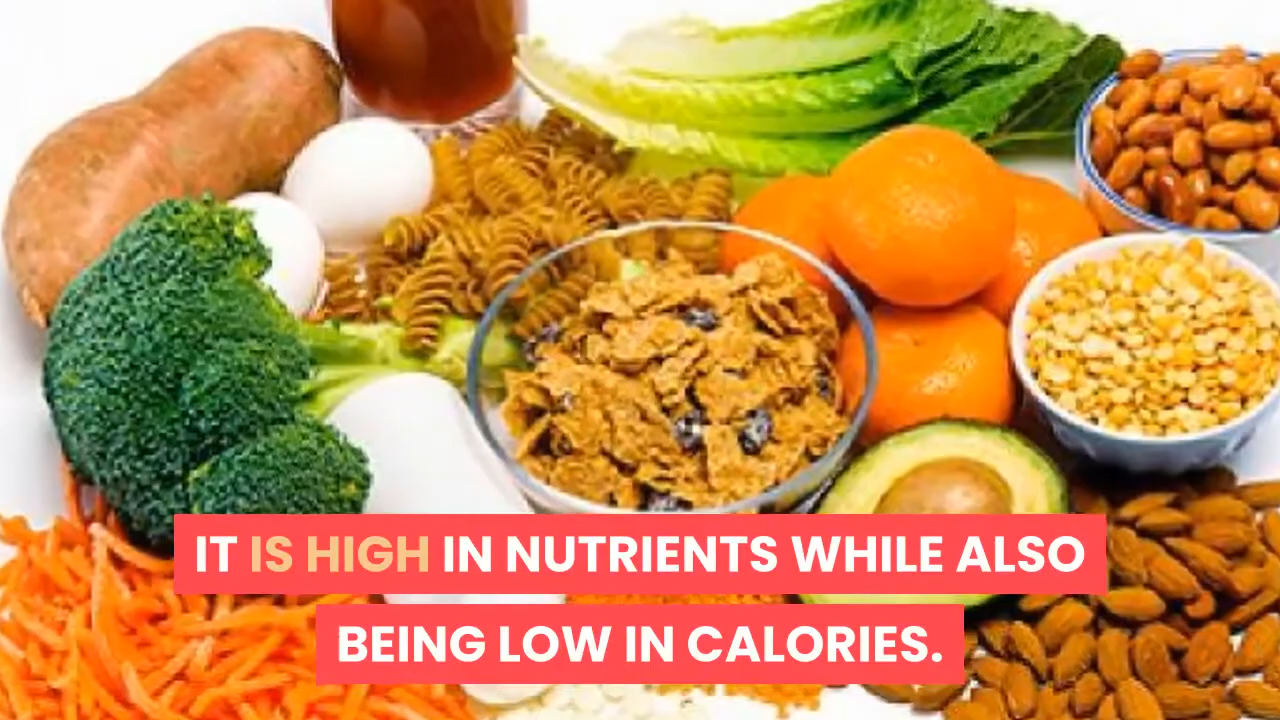 IT IS HIGH IN NUTRIENTS WHILE ALSO
BEING LOW IN CALORIES.